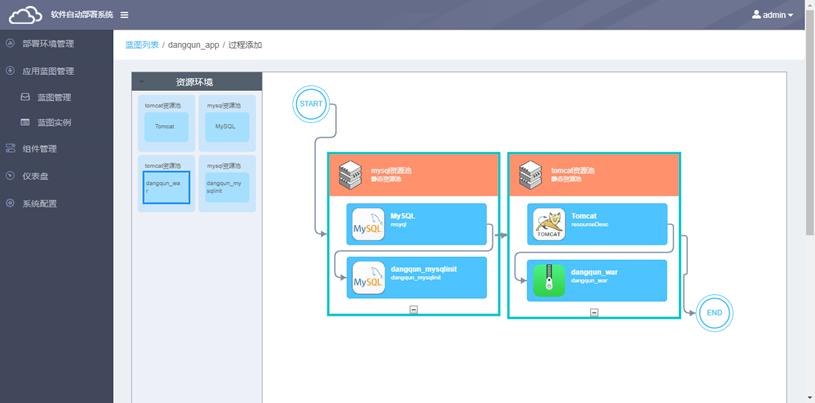 软件自动部署系统
admin
部署环境管理
应用蓝图管理
蓝图管理
蓝图实例
组件管理
仪表盘
系统配置
蓝图列表 / dangqun_app / 过程添加
资源环境
tomcat资源池
Tomcat
mysql资源池
MySQL
tomcat资源池
dangqun_wa
r
mysql资源池
dangqun_my
sqlinit
START
mysql资源池
静态资源池
MySQL
msyql
dangqun_mysqlinit
dangqun_mysqlinit
tomcat资源池
静态资源池
Tomcat
resourceDesc
dangqun_war
dangqun_war
END
MySQL
MySQL
TOMCAT